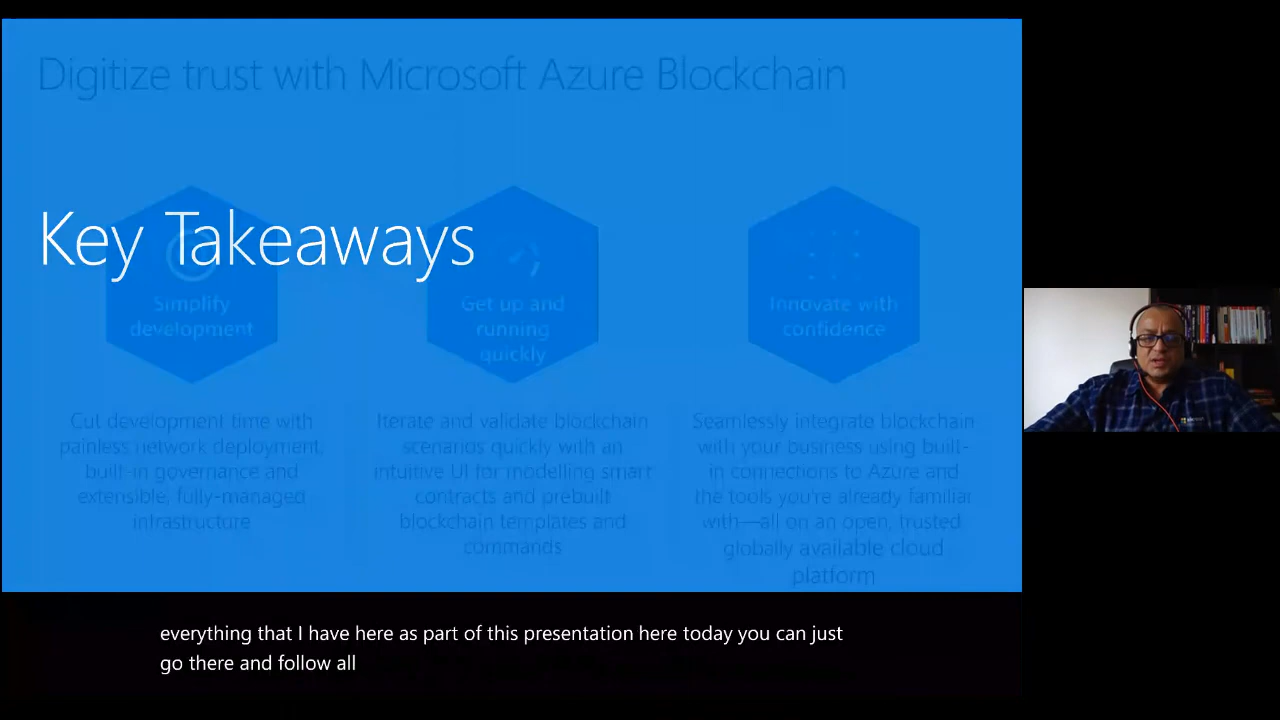 Digitize trust with Microsoft Azure Blockchain
Key Takeaways
Simplify
development
Get up and
running
quickly
Innovate with
confidence
Cut development time with
painless network deployment,
built-in governance and
extensible, fully-managed
infrastructure
Iterate and validate blockchain
scenarios quickly with an
intuitive UI for modelling smart
contracts and prebuilt
blockchain templates and
commands
Seamlessly integrate blockchain
with your business using built-
in connections to Azure and
the tools you're already familiar
with—all on an open, trusted
globally available cloud
platform
everything that I have here as part of this presentation here today you can just
go there and follow all